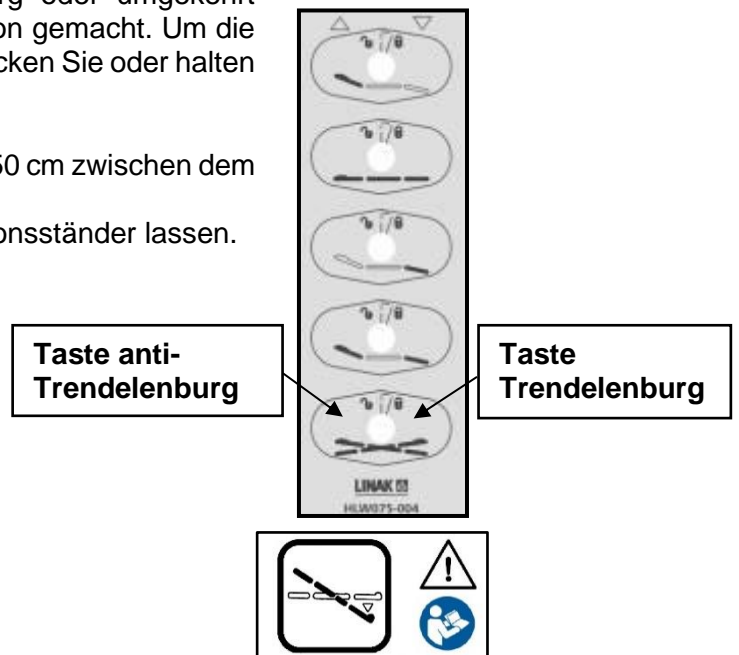 rg oder umgekehrt
on gemacht. Um die
cken Sie oder halten
50 cm zwischen dem
onsständer lassen.
Taste anti-
Trendelenburg
Taste
Trendelenburg
LINAK
HLW075-004